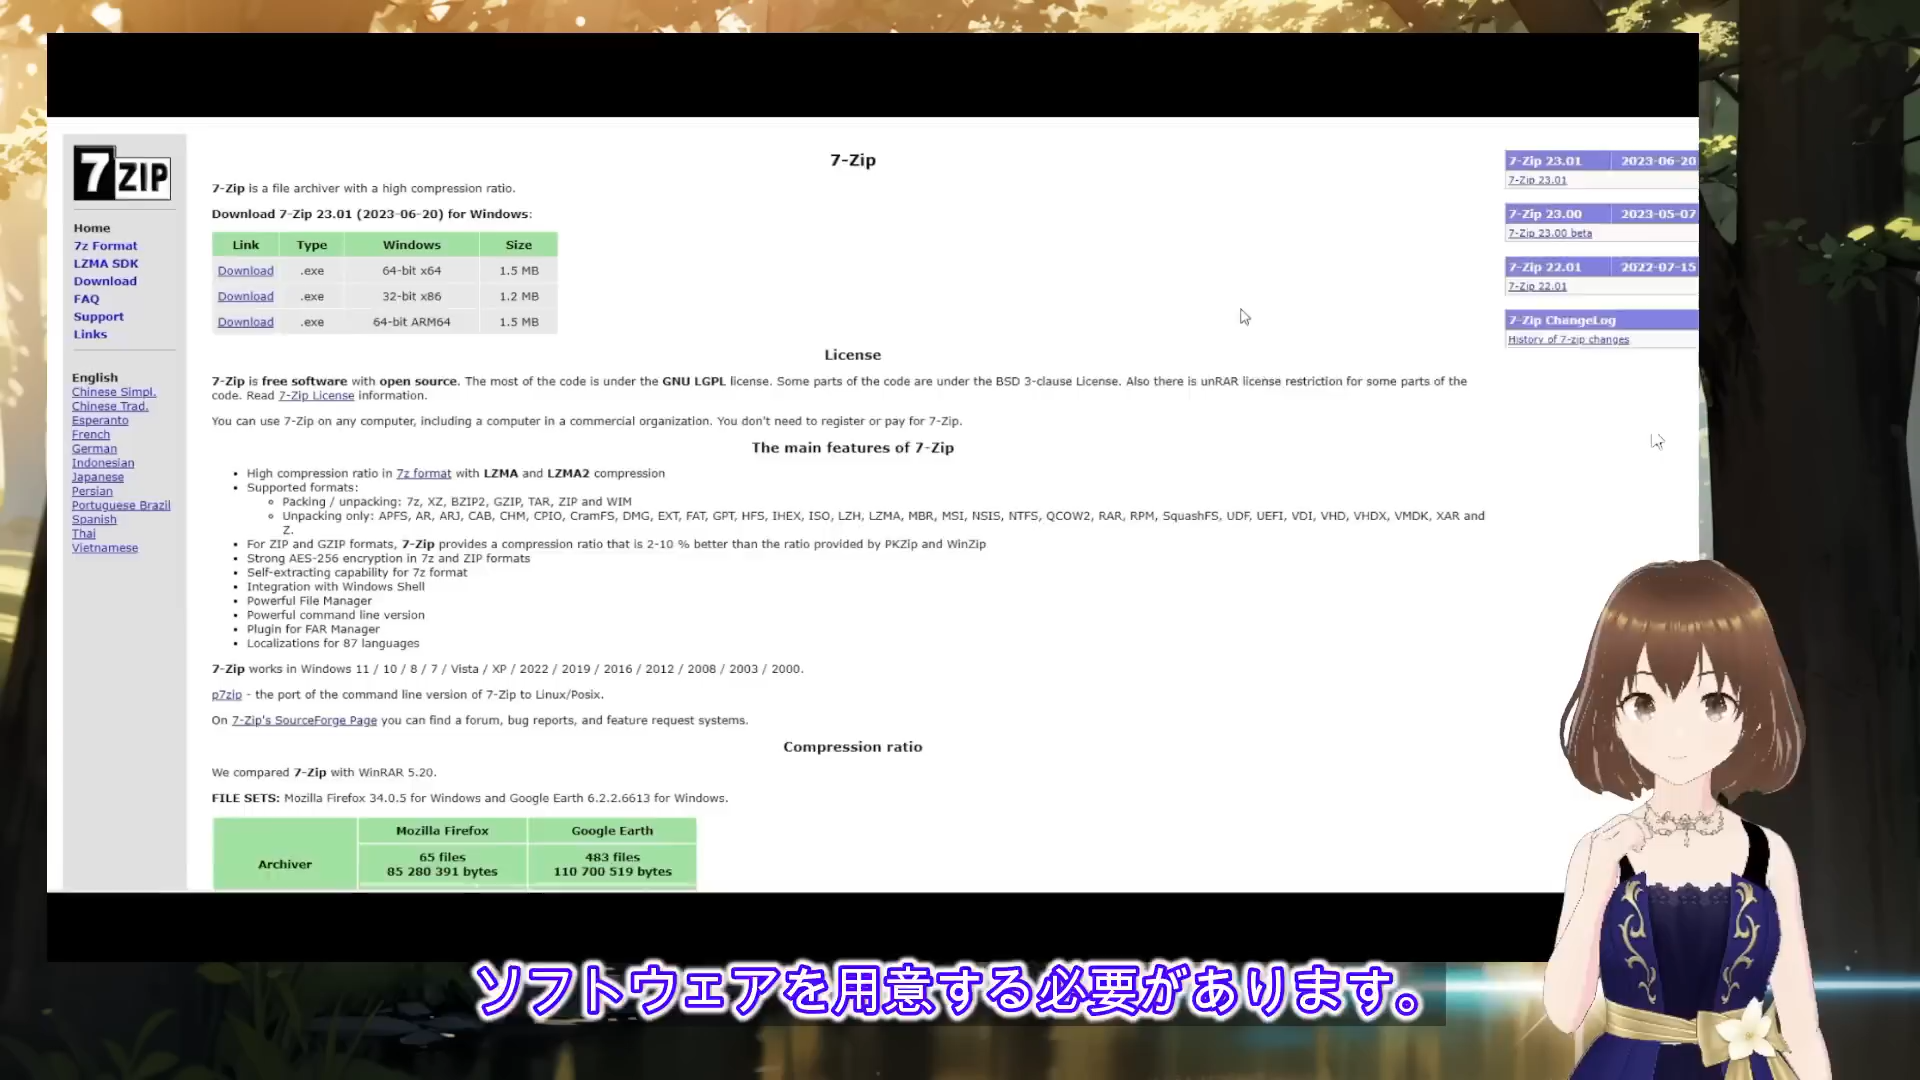 7ZIP
Home
7z Format
LZMA SDK
Download
FAQ
Support
Links
English
Chinese Simpl.
Chinese Trad.
Esperanto
French
German
Indonesian
Japanese
Persian
Portuguese Brazil
Spanish
Thai
Vietnamese
7-Zip
7-Zip is a file archiver with a high compression ratio.
Download 7-Zip 23.01 (2023-06-20) for Windows:
Link Type Windows Size
Download .exe 64-bit x64 1.5 MB
Download .exe 32-bit x86 1.2 MB
Download .exe 64-bit ARM64 1.5 MB
License
7-Zip is free software with open source. The most of the code is under the GNU LGPL license. Some parts of the code are under the BSD 3-clause License. Also there is unRAR license restriction for some parts of the
code. Read 7-Zip License information.
You can use 7-Zip on any computer, including a computer in a commercial organization. You don't need to register or pay for 7-Zip.
The main features of 7-Zip
• High compression ratio in 7z format with LZMA and LZMA2 compression
• Supported formats:
◦ Packing / unpacking: 7z, XZ, BZIP2, GZIP, TAR, ZIP and WIM
◦ Unpacking only: APFS, AR, ARJ, CAB, CHM, CPIO, CramFS, DMG, EXT, FAT, GPT, HFS, IHEX, ISO, LZH, LZMA, MBR, MSI, NSIS, NTFS, QCOW2, RAR, RPM, SquashFS, UDF, UEFI, VDI, VHD, VHDX, VMDK, XAR and
Z.
• For ZIP and GZIP formats, 7-Zip provides a compression ratio that is 2-10 % better than the ratio provided by PKZip and WinZip
• Strong AES-256 encryption in 7z and ZIP formats
• Self-extracting capability for 7z format
• Integration with Windows Shell
• Powerful File Manager
• Powerful command line version
• Plugin for FAR Manager
• Localizations for 87 languages
7-Zip works in Windows 11 / 10 / 8 / 7 / Vista / XP / 2022 / 2019 / 2016 / 2012 / 2008 / 2003 / 2000.
p7zip - the port of the command line version of 7-Zip to Linux/Posix.
On 7-Zip's SourceForge Page you can find a forum, bug reports, and feature request systems.
Compression ratio
We compared 7-Zip with WinRAR 5.20.
FILE SETS: Mozilla Firefox 34.0.5 for Windows and Google Earth 6.2.2.6613 for Windows.
Archiver
Mozilla Firefox Google Earth
65 files 483 files
85 280 391 bytes 110 700 519 bytes
7-Zip 23.01 2023-06-20
7-Zip 23.01
7-Zip 23.00 2023-05-07
7-Zip 23.00 beta
7-Zip 22.01 2022-07-15
7-Zip 22.01
7-Zip ChangeLog
History of 7-zip changes
ソフトウェアを用意する必要があります。